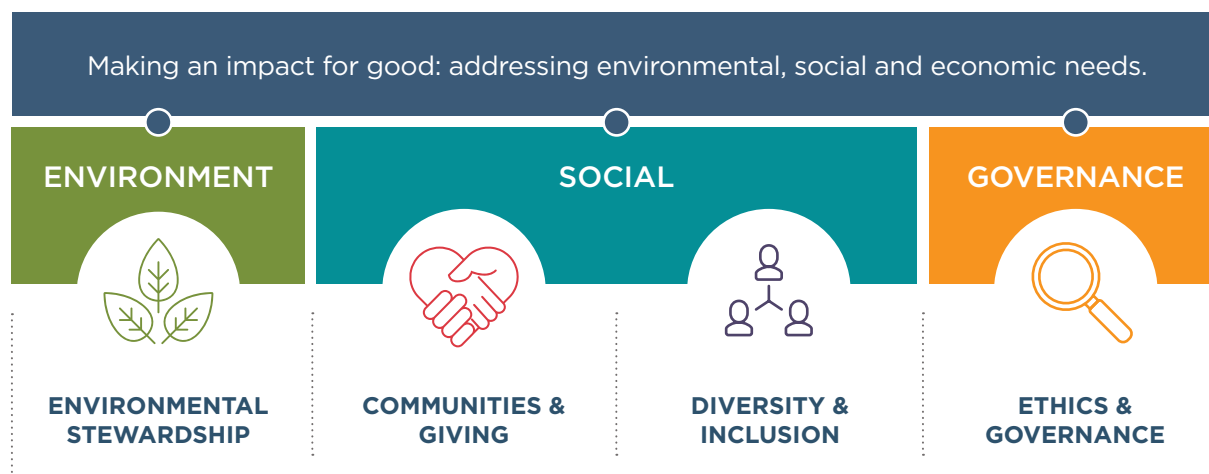 Making an impact for good: addressing environmental, social and economic needs.
ENVIRONMENT
SOCIAL
GOVERNANCE
ENVIRONMENTAL
STEWARDSHIP
COMMUNITIES &
GIVING
DIVERSITY &
INCLUSION
ETHICS &
GOVERNANCE